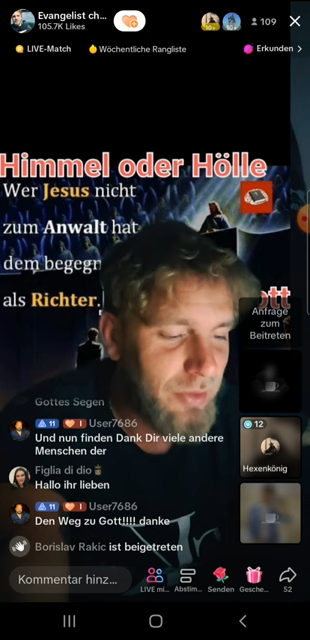 Evangelist ch...
105.7K Likes
109
LIVE-Match
Wöchentliche Rangliste
Erkunden
Himmel oder Hölle
Wer Jesus nicht
zum Anwalt hat
dem begegn
als Richter.
ott
Anfrage
zum
Beitreten
Gottes Segen
11 1 User7686
Und nun finden Dank Dir viele andere
Menschen der
12
Hexenkönig
Figlia di dio
Hallo ihr lieben
11 1 User7686
Den Weg zu Gott!!!! danke
Borislav Rakic ist beigetreten
Kommentar hinz...
LIVE mi...
Abstim...
Senden
Gesche...
52